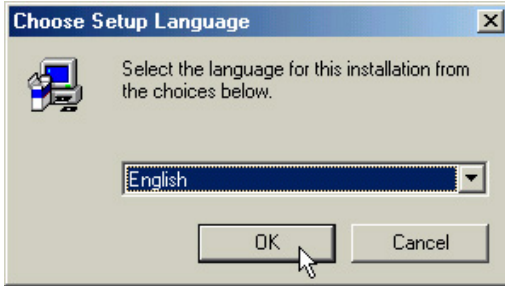 Choose Setup Language
Select the language for this installation from
the choices below.
English
OK
Cancel